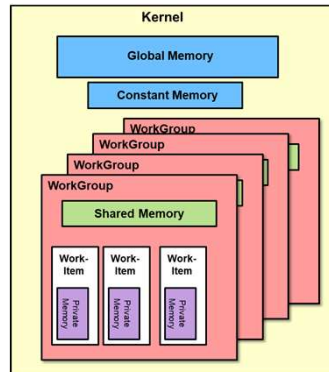 Kernel
Global Memory
Constant Memory
WorkGroup
WorkGroup
WorkGroup
WorkGroup
Shared Memory
Work-
Item
Work-
Item
Work-
Item
Private
Memory
Private
Memory
Private
Memory